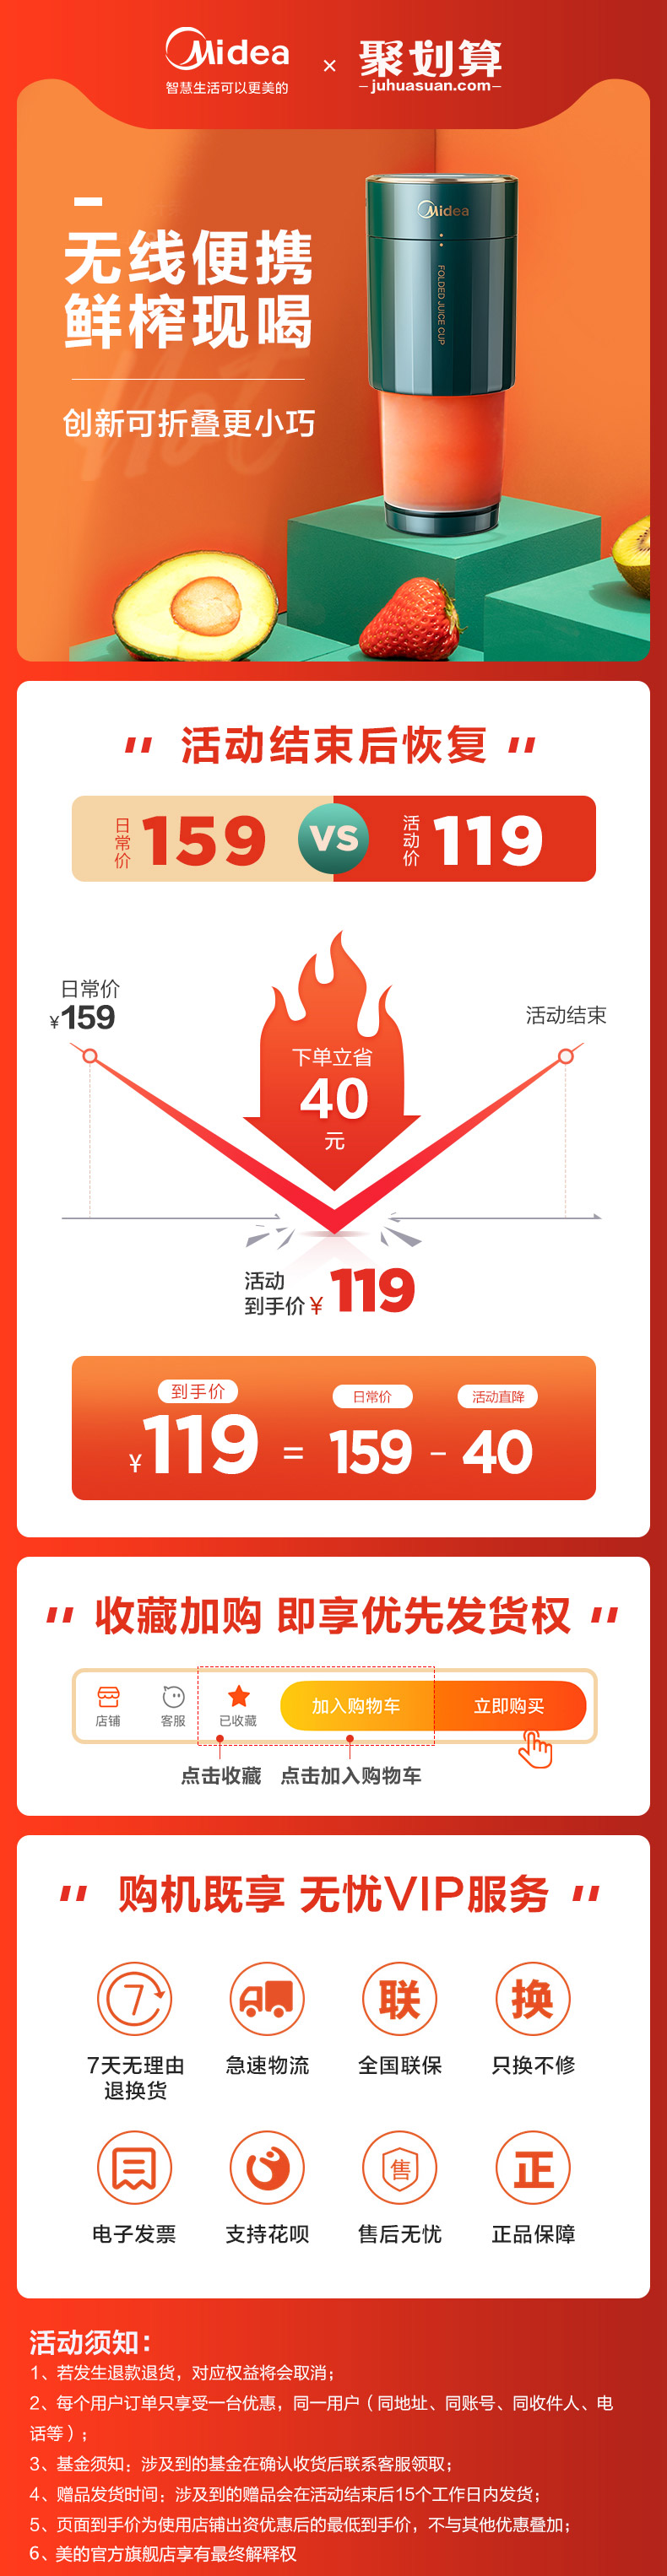 Midea
智慧生活可以更美的
×
聚划算
juhuasuan.com
无线便携
鲜榨现喝
创新可折叠更小巧
Midea
FOLDED JUICE CUP
活动结束后恢复
日常价 159 VS 活动价 119
日常价
¥159
活动结束
下单立省
40
元
活动
到手价¥119
到手价 日常价 活动直降
¥119 = 159 - 40
收藏加购 即享优先发货权
店铺 客服 已收藏 加入购物车 立即购买
点击收藏 点击加入购物车
购机既享 无忧VIP服务
7
联 换
7天无理由 急速物流 全国联保 只换不修
退换货
售 正
电子发票 支持花呗 售后无忧 正品保障
活动须知：
1、若发生退款退货，对应权益将会取消；
2、每个用户订单只享受一台优惠，同一用户（同地址、同账号、同收件人、电
话等）；
3、基金须知：涉及到的基金在确认收货后联系客服领取；
4、赠品发货时间：涉及到的赠品会在活动结束后15个工作日内发货；
5、页面到手价为使用店铺出资优惠后的最低到手价，不与其他优惠叠加；
6、美的官方旗舰店享有最终解释权